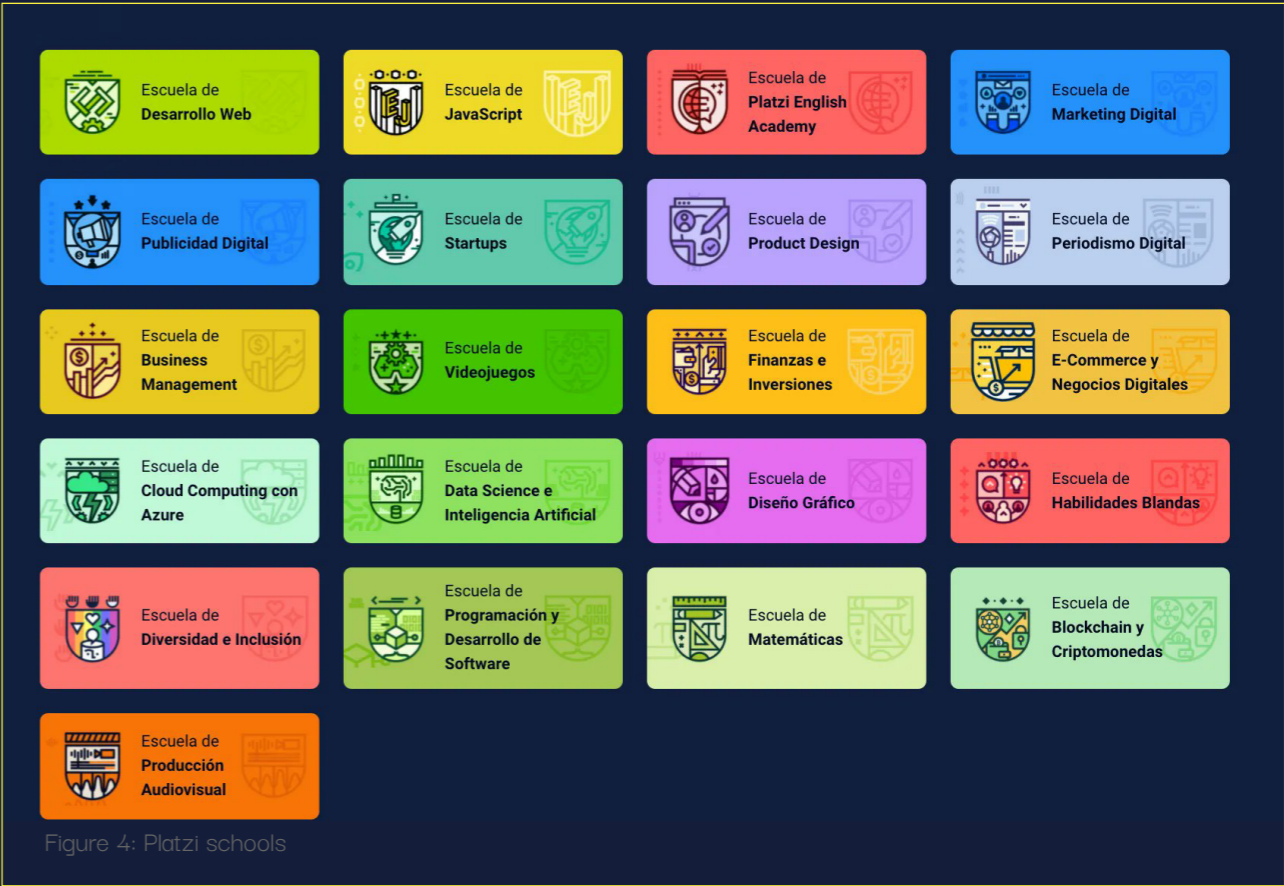 Escuela de
Desarrollo Web
Escuela de
JavaScript
Escuela de
Platzi English
Academy
Escuela de
Marketing Digital
Escuela de
Publicidad Digital
Escuela de
Startups
Escuela de
Product Design
Escuela de
Periodismo Digital
Escuela de
Business
Management
Escuela de
Videojuegos
Escuela de
Finanzas e
Inversiones
Escuela de
E-Commerce y
Negocios Digitales
Escuela de
Cloud Computing con
Azure
Escuela de
Data Science e
Inteligencia Artificial
Escuela de
Diseño Gráfico
Escuela de
Habilidades Blandas
Escuela de
Diversidad e Inclusión
Escuela de
Programación y
Desarrollo de
Software
Escuela de
Matemáticas
Escuela de
Blockchain y
Criptomonedas
Escuela de
Producción
Audiovisual
Figure 4: Platzi schools